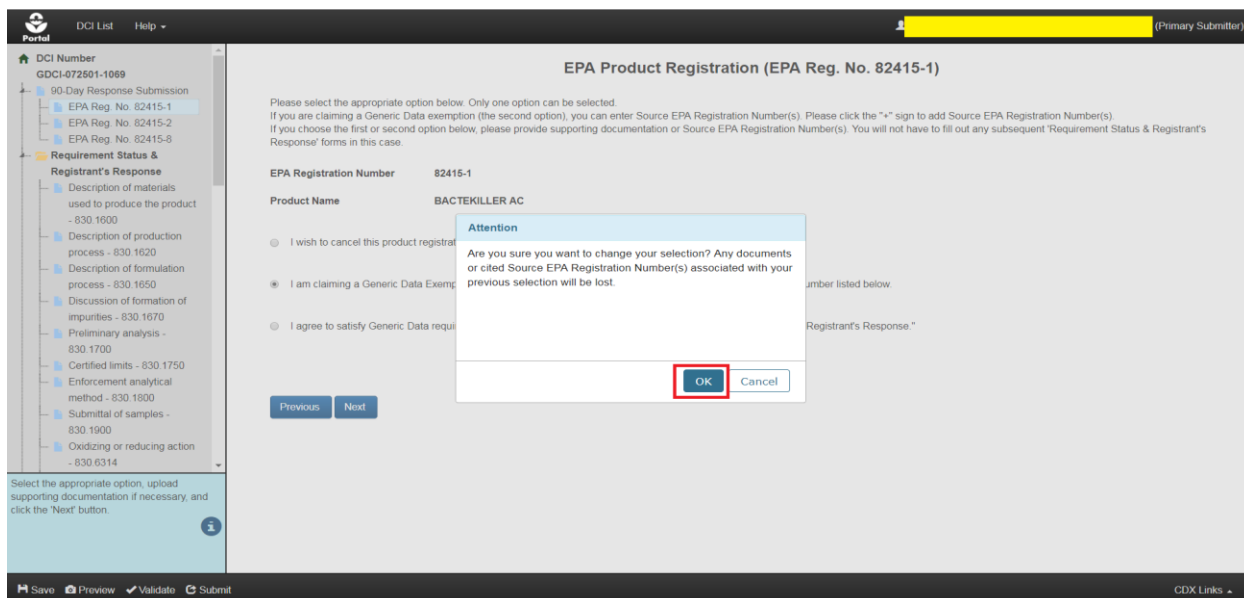 Portal
DCI List
Help
(Primary Submitter)
DCI Number
GDCI-072501-1069
90-Day Response Submission
EPA Reg. No. 82415-1
EPA Reg. No. 82415-2
EPA Reg. No. 82415-8
Requirement Status &
Registrant's Response
Description of materials
used to produce the product
- 830.1600
Description of production
process - 830.1620
Description of formulation
process - 830.1650
Discussion of formation of
impurities - 830.1670
Preliminary analysis -
830.1700
Certified limits - 830.1750
Enforcement analytical
method - 830.1800
Submittal of samples -
830.1900
Oxidizing or reducing action
- 830.6314
Select the appropriate option, upload
supporting documentation if necessary, and
click the 'Next' button.
EPA Product Registration (EPA Reg. No. 82415-1)
Please select the appropriate option below. Only one option can be selected.
If you are claiming a Generic Data exemption (the second option), you can enter Source EPA Registration Number(s). Please click the "+" sign to add Source EPA Registration Number(s).
If you choose the first or second option below, please provide supporting documentation or Source EPA Registration Number(s). You will not have to fill out any subsequent 'Requirement Status & Registrant's
Response' forms in this case.
EPA Registration Number 82415-1
Product Name BACTEKILLER AC
I wish to cancel this product registrat
I am claiming a Generic Data Exemp umber listed below.
I agree to satisfy Generic Data requi Registrant's Response."
Attention
Are you sure you want to change your selection? Any documents
or cited Source EPA Registration Number(s) associated with your
previous selection will be lost.
OK Cancel
Previous Next
Save Preview Validate Submit
CDX Links